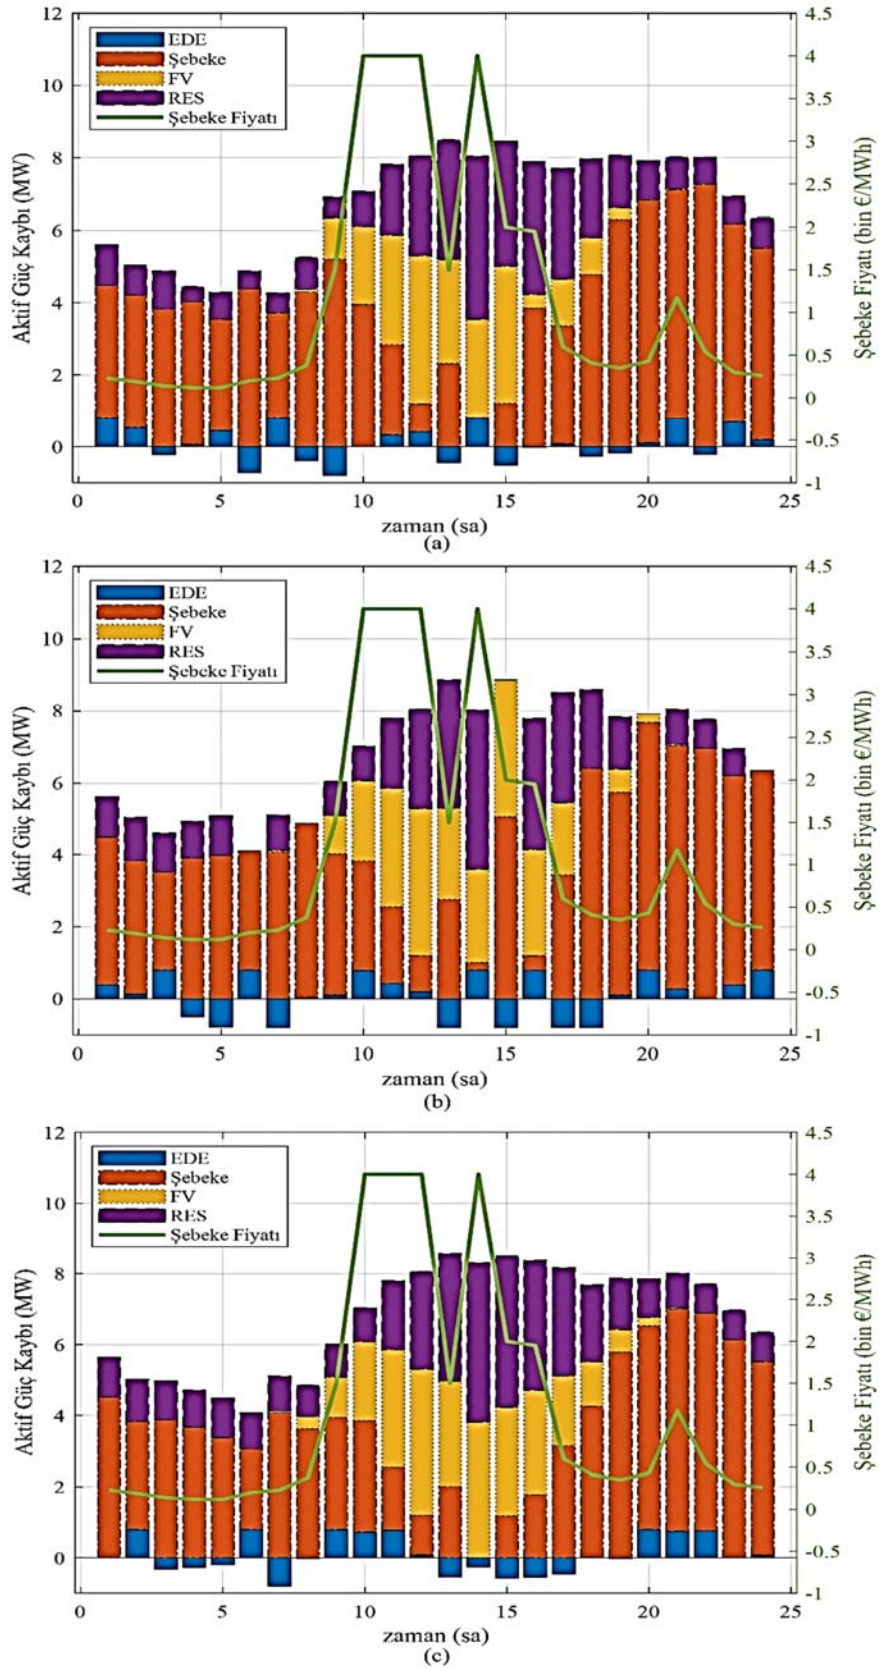 12
10
8
6
4
2
0
Aktif Güç Kaybı (MW)
EDE
Şebeke
FV
RES
Şebeke Fiyatı
4.5
4
3.5
3
2.5
2
1.5
1
0.5
0
-0.5
-1
Şebeke Fiyatı (bin €/MWh)
0 5 10 15 20 25
zaman (sa)
(a)
12
10
8
6
4
2
0
Aktif Güç Kaybı (MW)
EDE
Şebeke
FV
RES
Şebeke Fiyatı
4.5
4
3.5
3
2.5
2
1.5
1
0.5
0
-0.5
-1
Şebeke Fiyatı (bin €/MWh)
0 5 10 15 20 25
zaman (sa)
(b)
12
10
8
6
4
2
0
Aktif Güç Kaybı (MW)
EDE
Şebeke
FV
RES
Şebeke Fiyatı
4.5
4
3.5
3
2.5
2
1.5
1
0.5
0
-0.5
-1
Şebeke Fiyatı (bin €/MWh)
0 5 10 15 20 25
zaman (sa)
(c)